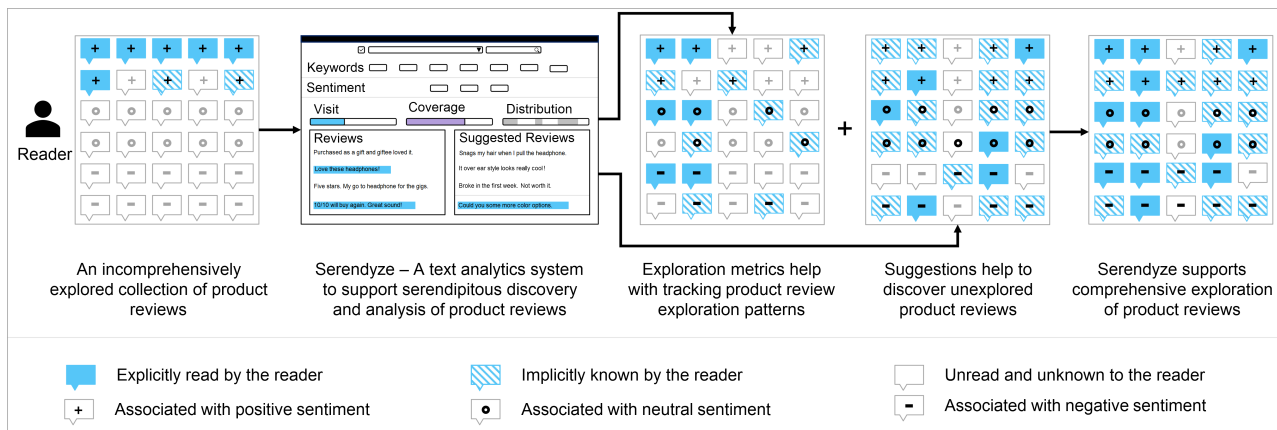 Reader
Keywords
Sentiment
Visit
Coverage
Distribution
Reviews
Purchased as a gift and giftee loved it.
Love these headphones!
Five stars. My go to headphone for the gigs.
10/10 will buy again. Great sound!
Suggested Reviews
Snags my hair when I pull the headphone.
It over ear style looks really cool!
Broke in the first week. Not worth it.
Could you some more color options.
+
An incomprehensively
explored collection of product
reviews
Serendyze – A text analytics system
to support serendipitous discovery
and analysis of product reviews
Exploration metrics help
with tracking product review
exploration patterns
Suggestions help to
discover unexplored
product reviews
Serendyze supports
comprehensive exploration
of product reviews
Explicitly read by the reader
Implicitly known by the reader
Unread and unknown to the reader
Associated with positive sentiment
Associated with neutral sentiment
Associated with negative sentiment